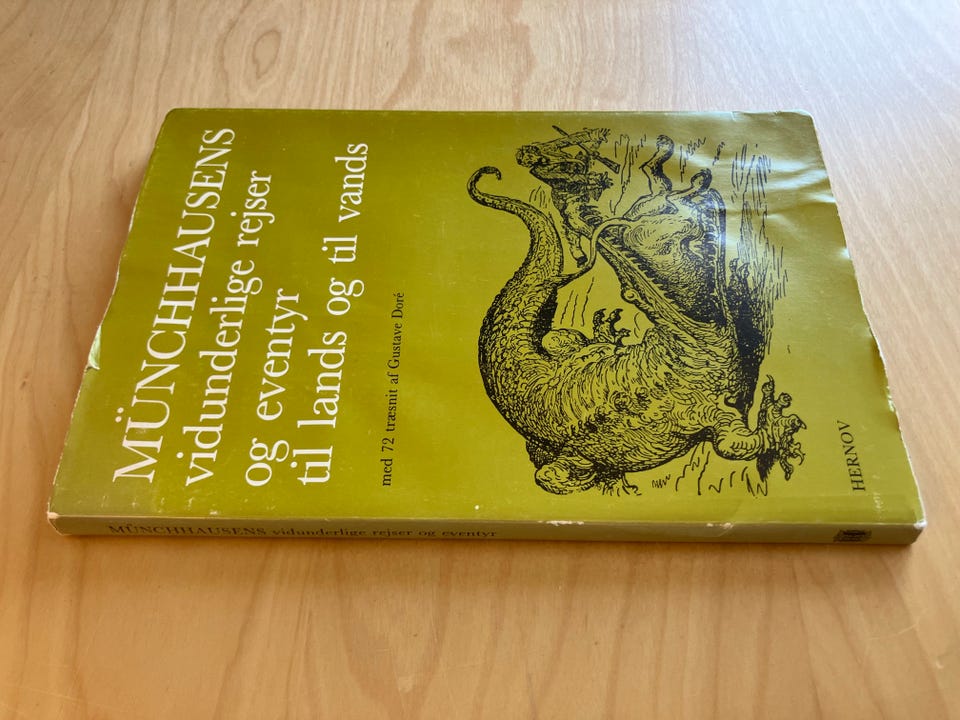 MÜNCHHAUSENS
vidunderlige rejser
og eventyr
til lands og til vands
med 72 træsnit af Gustave Doré
HERNOV
MÜNCHHAUSENS vidunderlige rejser og eventyr